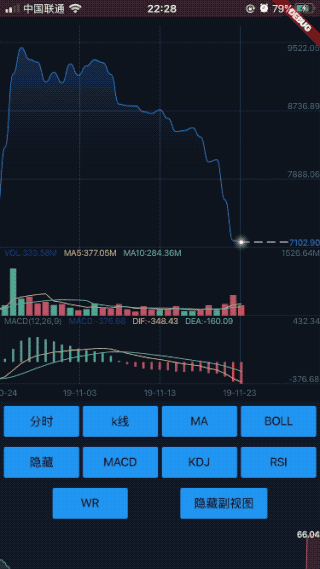 中国联通 22:28 79%
DEBUG
9522.05
8736.89
7888.06
7102.90
VOL:333.58M MA5:377.05M MA10:284.36M 1526.64M
MACD(12,26,9) MACD:-376.68 DIF:-348.43 DEA:-160.09 432.34
-376.68
0-24 19-11-03 19-11-13 19-11-23
分时 k线 MA BOLL
隐藏 MACD KDJ RSI
WR 隐藏副视图
66.04